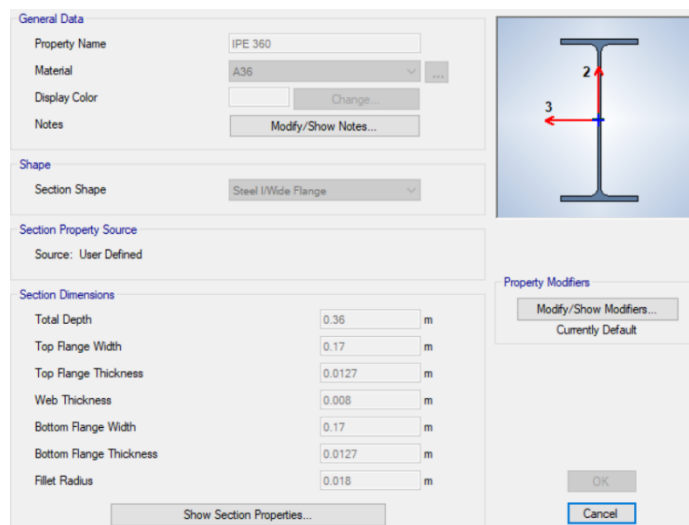 General Data
Property Name IPE 360
Material A36 ...
Display Color Change...
Notes Modify/Show Notes...
2
3
Shape
Section Shape Steel I/Wide Flange
Section Property Source
Source: User Defined
Property Modifiers
Modify/Show Modifiers...
Currently Default
Section Dimensions
Total Depth 0.36 m
Top Flange Width 0.17 m
Top Flange Thickness 0.0127 m
Web Thickness 0.008 m
Bottom Flange Width 0.17 m
Bottom Flange Thickness 0.0127 m
Fillet Radius 0.018 m
Show Section Properties...
OK
Cancel